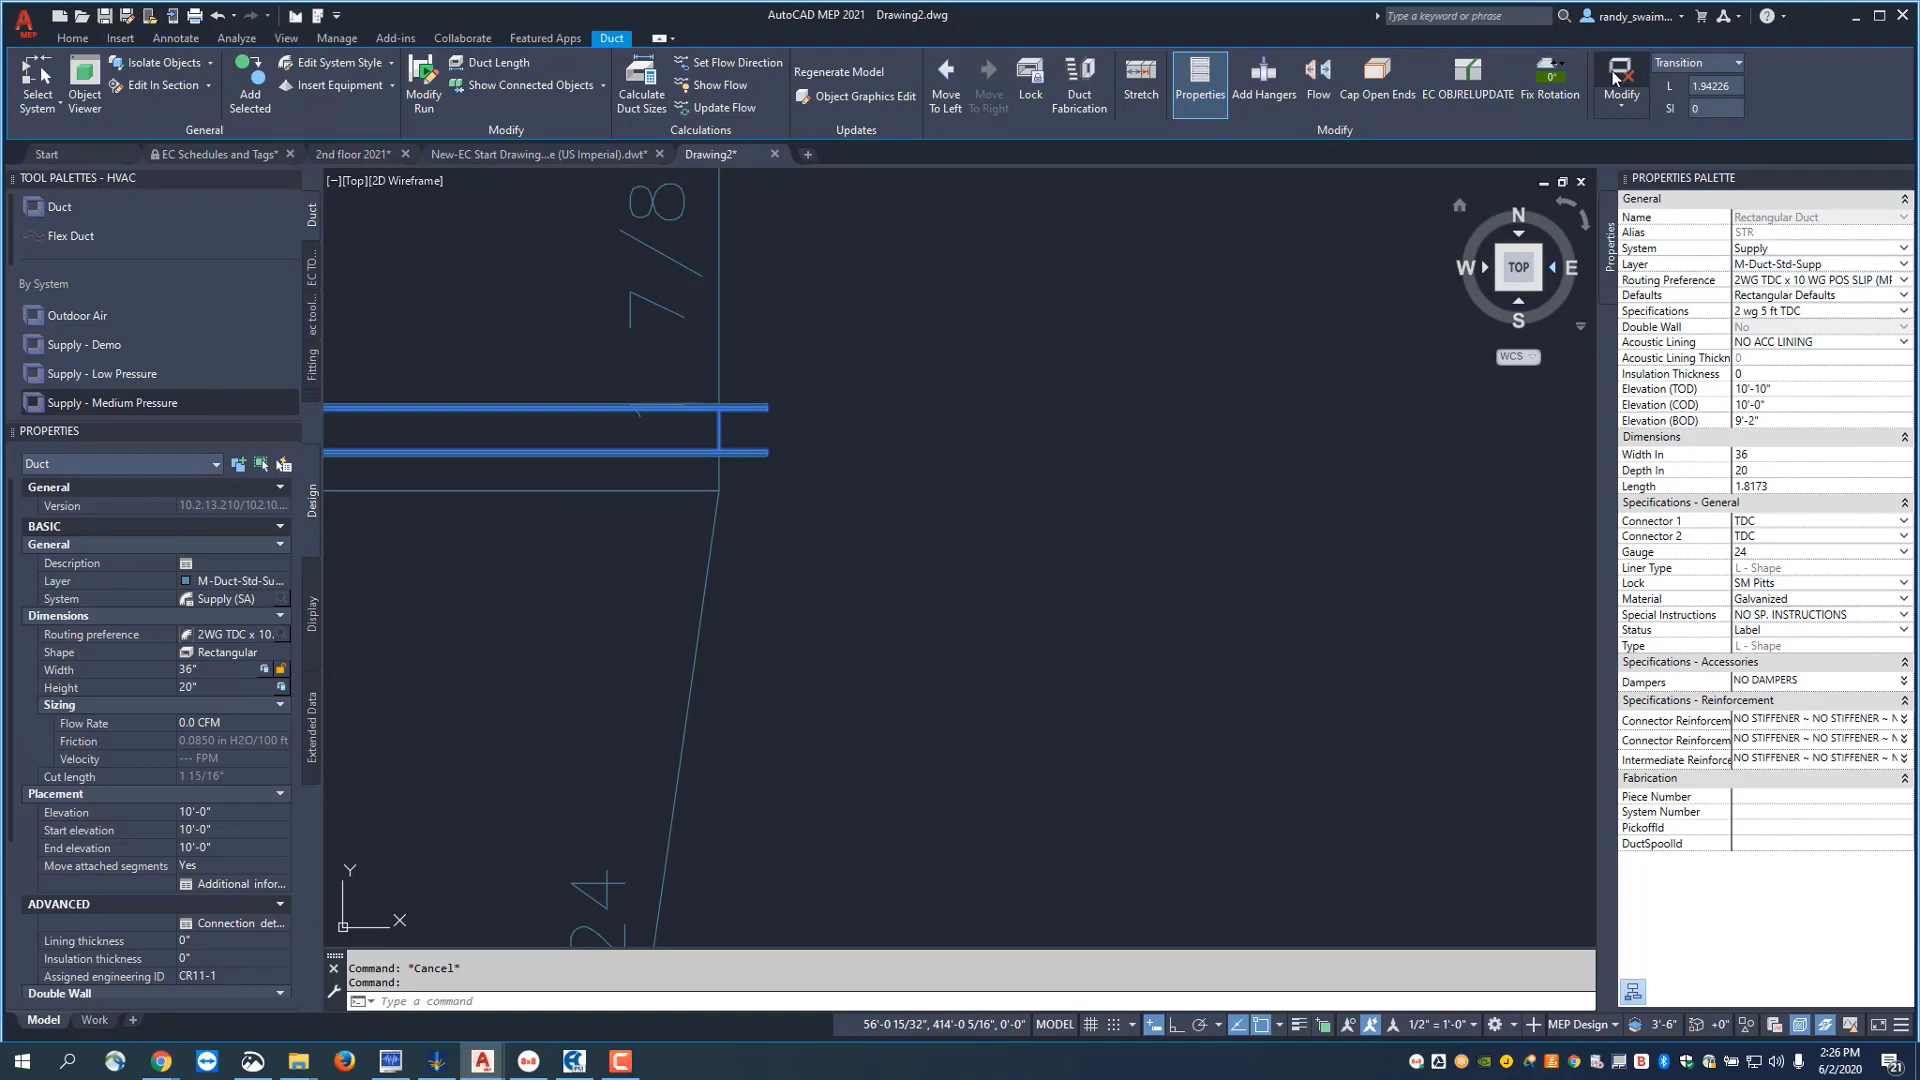 AutoCAD MEP 2021 Drawing2.dwg
Type a keyword or phrase
randy_swaim...
MEP
Home Insert Annotate Analyze View Manage Add-ins Collaborate Featured Apps Duct
Select System
Object Viewer
Isolate Objects
Edit In Section
Add Selected
Edit System Style
Insert Equipment
General
Modify Run
Duct Length
Show Connected Objects
Modify
Calculate Duct Sizes
Set Flow Direction
Show Flow
Update Flow
Calculations
Regenerate Model
Object Graphics Edit
Updates
Move To Left
Move To Right
Lock
Duct Fabrication
Stretch
Properties
Add Hangers
Flow
Cap Open Ends
EC OBJRELUPDATE
0°
Fix Rotation
Modify
Modify
Transition
L 1.94226
SI 0
Start
EC Schedules and Tags*
2nd floor 2021*
New-EC Start Drawing...e (US Imperial).dwt*
Drawing2*
TOOL PALETTES - HVAC
Duct
Flex Duct
By System
Outdoor Air
Supply - Demo
Supply - Low Pressure
Supply - Medium Pressure
Duct
EC TO...
ec tool...
Fitting
PROPERTIES
Duct
General
Version 10.2.13.210/10.2.10....
BASIC
General
Description
Layer M-Duct-Std-Su...
System Supply (SA)
Dimensions
Routing preference 2WG TDC x 10.
Shape Rectangular
Width 36"
Height 20"
Sizing
Flow Rate 0.0 CFM
Friction 0.0850 in H2O/100 ft
Velocity --- FPM
Cut length 1 15/16"
Placement
Elevation 10'-0"
Start elevation 10'-0"
End elevation 10'-0"
Move attached segments Yes
Additional infor...
ADVANCED
Connection det...
Lining thickness 0"
Insulation thickness 0"
Assigned engineering ID CR11-1
Double Wall
Design
Display
Extended Data
[−][Top][2D Wireframe]
7/8
24
Y
X
N
W TOP E
S
WCS
Properties
PROPERTIES PALETTE
General
Name Rectangular Duct
Alias STR
System Supply
Layer M-Duct-Std-Supp
Routing Preference 2WG TDC x 10 WG POS SLIP (MF
Defaults Rectangular Defaults
Specifications 2 wg 5 ft TDC
Double Wall No
Acoustic Lining NO ACC LINING
Acoustic Lining Thickn 0
Insulation Thickness 0
Elevation (TOD) 10'-10"
Elevation (COD) 10'-0"
Elevation (BOD) 9'-2"
Dimensions
Width In 36
Depth In 20
Length 1.8173
Specifications - General
Connector 1 TDC
Connector 2 TDC
Gauge 24
Liner Type L - Shape
Lock SM Pitts
Material Galvanized
Special Instructions NO SP. INSTRUCTIONS
Status Label
Type L - Shape
Specifications - Accessories
Dampers NO DAMPERS
Specifications - Reinforcement
Connector Reinforcem NO STIFFENER ~ NO STIFFENER ~ N
Connector Reinforcem NO STIFFENER ~ NO STIFFENER ~ N
Intermediate Reinforce NO STIFFENER ~ NO STIFFENER ~ N
Fabrication
Piece Number
System Number
PickoffId
DuctSpoolId
Command: *Cancel*
Command:
Type a command
Model Work
56'-0 15/32", 414'-0 5/16", 0'-0" MODEL
1/2" = 1'-0"
MEP Design
3'-6"
+0"
2:26 PM
6/2/2020
21